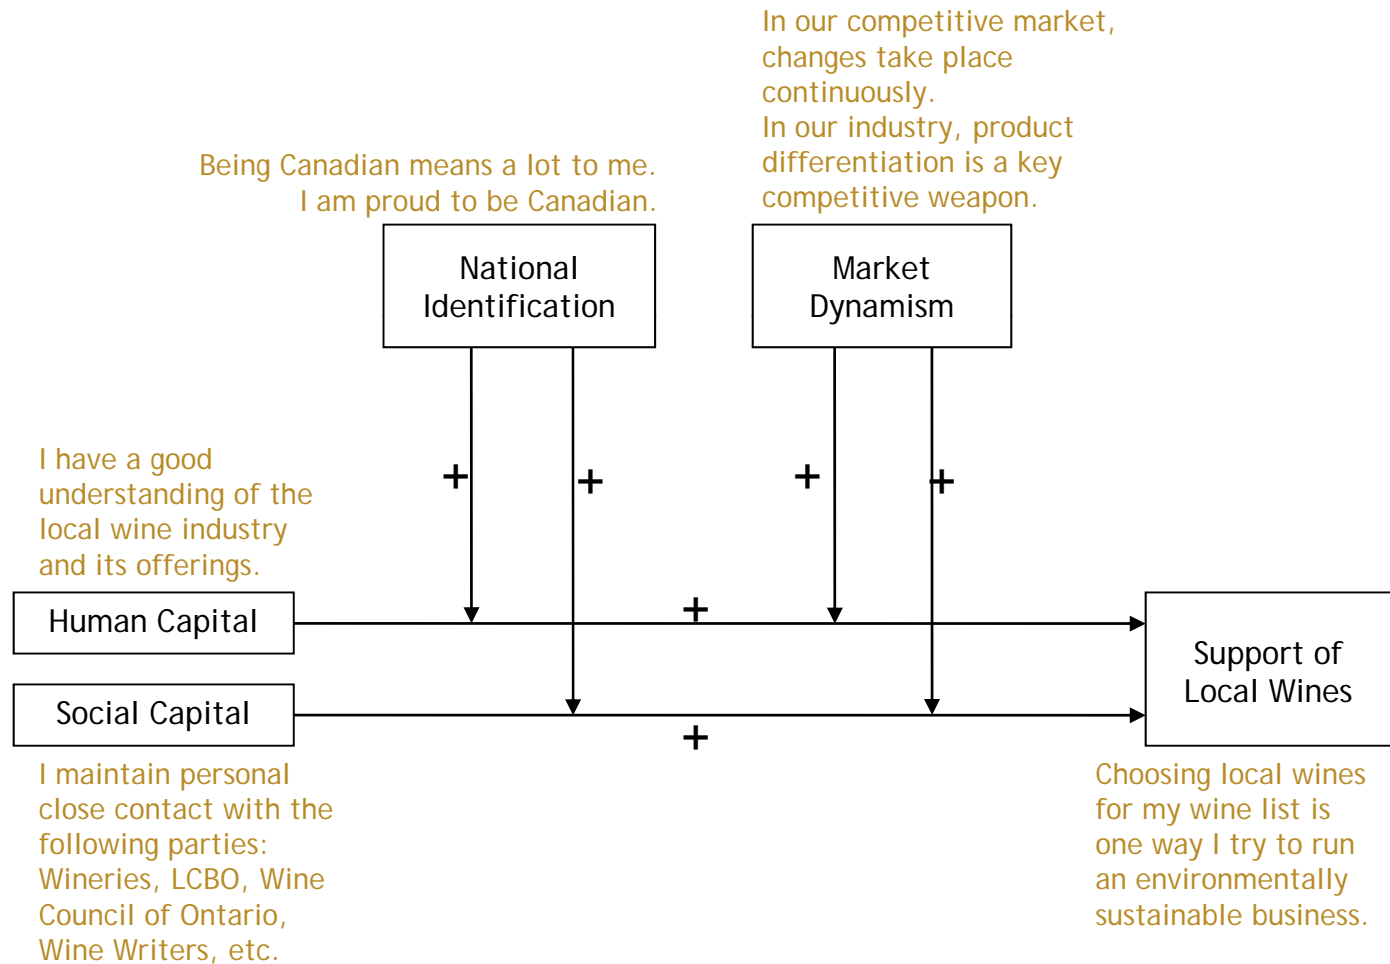 In our competitive market,
changes take place
continuously.
In our industry, product
differentiation is a key
competitive weapon.
Being Canadian means a lot to me.
I am proud to be Canadian.
National
Identification
Market
Dynamism
+
+
+
+
I have a good
understanding of the
local wine industry
and its offerings.
Human Capital
+
Social Capital
+
Support of
Local Wines
I maintain personal
close contact with the
following parties:
Wineries, LCBO, Wine
Council of Ontario,
Wine Writers, etc.
Choosing local wines
for my wine list is
one way I try to run
an environmentally
sustainable business.